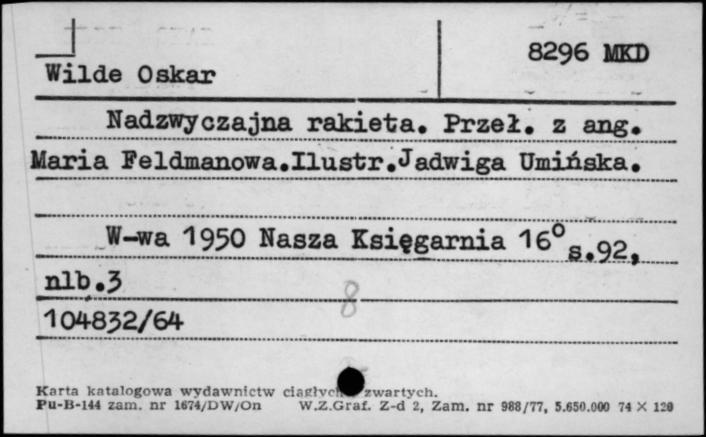 8296 MKD
Wilde Oskar
Nadzwyczajna rakieta. Przeł. z ang.
Maria Feldmanowa.Ilustr.Jadwiga Umińska.
W-wa 1950 Nasza Księgarnia 16° s.92,
nlb.3
8
104832/64
Karta katalogowa wydawnictw ciągłych zwartych.
Pu-B-144 zam. nr 1674/DW/On W.Z.Graf. Z-d 2, Zam. nr 988/77, 5.650.000 74 X 120